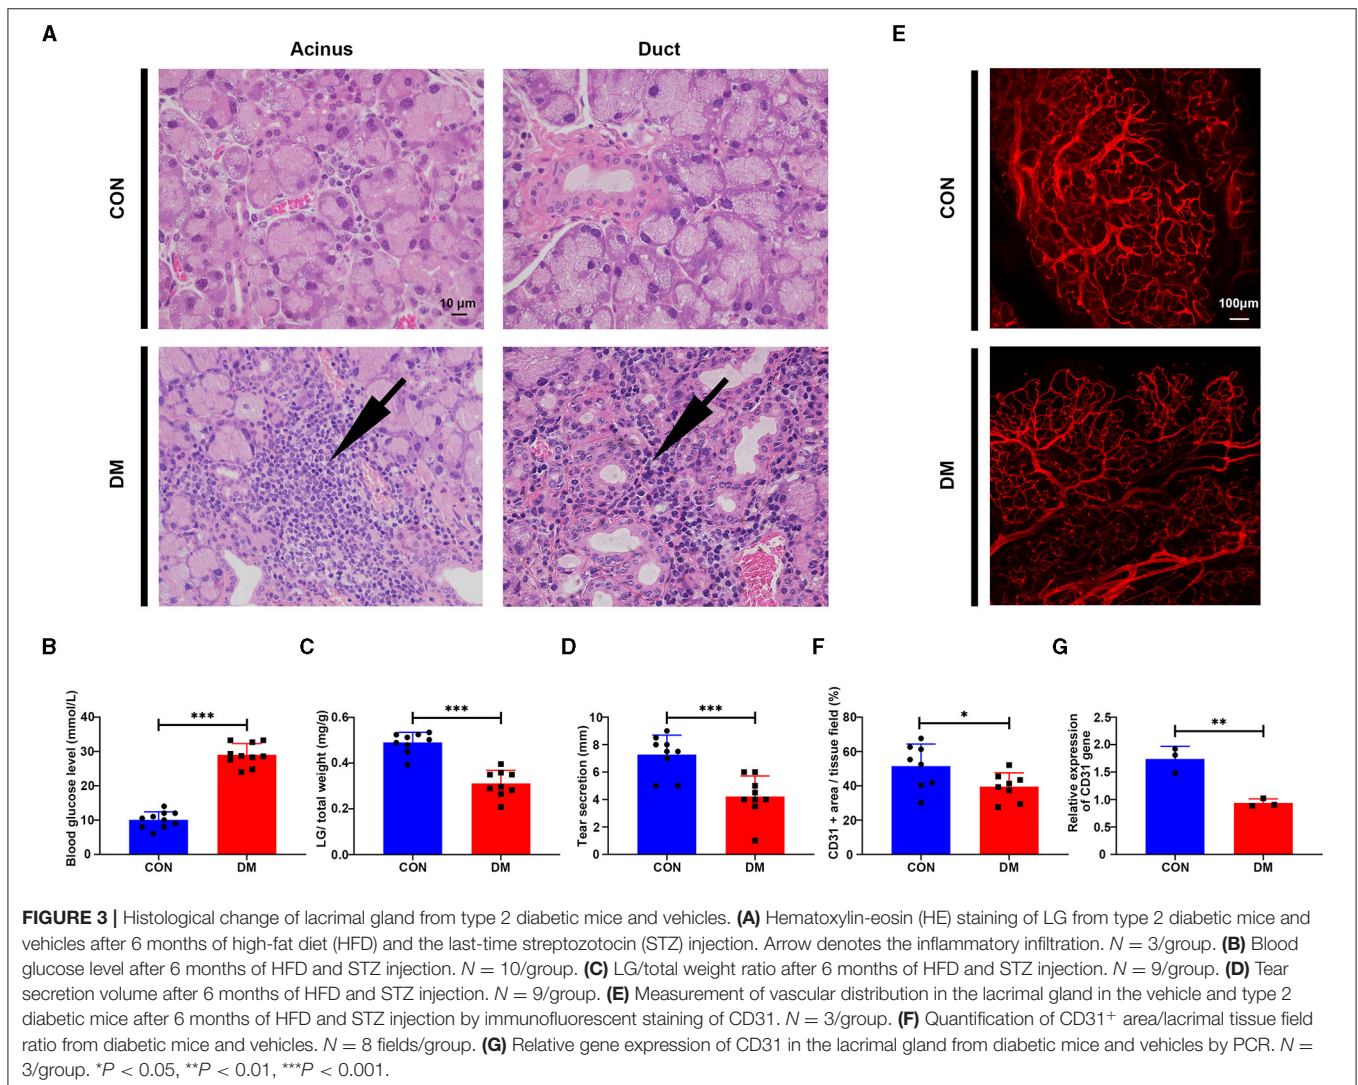 A
Acinus
Duct
E
CON
CON
10 μm
100μm
DM
DM
B
C
D
F
G
Blood glucose level (mmol/L)
40
30
20
10
0
***
CON
DM
LG/ total weight (mg/g)
0.6
0.4
0.2
0.0
***
CON
DM
Tear secretion (mm)
10
8
6
4
2
0
***
CON
DM
CD31 + area / tissue field (%)
80
60
40
20
0
*
CON
DM
Relative expression
of CD31 gene
2.5
2.0
1.5
1.0
0.5
0
**
CON
DM
FIGURE 3 | Histological change of lacrimal gland from type 2 diabetic mice and vehicles. (A) Hematoxylin-eosin (HE) staining of LG from type 2 diabetic mice and
vehicles after 6 months of high-fat diet (HFD) and the last-time streptozotocin (STZ) injection. Arrow denotes the inflammatory infiltration. N = 3/group. (B) Blood
glucose level after 6 months of HFD and STZ injection. N = 10/group. (C) LG/total weight ratio after 6 months of HFD and STZ injection. N = 9/group. (D) Tear
secretion volume after 6 months of HFD and STZ injection. N = 9/group. (E) Measurement of vascular distribution in the lacrimal gland in the vehicle and type 2
diabetic mice after 6 months of HFD and STZ injection by immunofluorescent staining of CD31. N = 3/group. (F) Quantification of CD31+ area/lacrimal tissue field
ratio from diabetic mice and vehicles. N = 8 fields/group. (G) Relative gene expression of CD31 in the lacrimal gland from diabetic mice and vehicles by PCR. N =
3/group. *P < 0.05, **P < 0.01, ***P < 0.001.